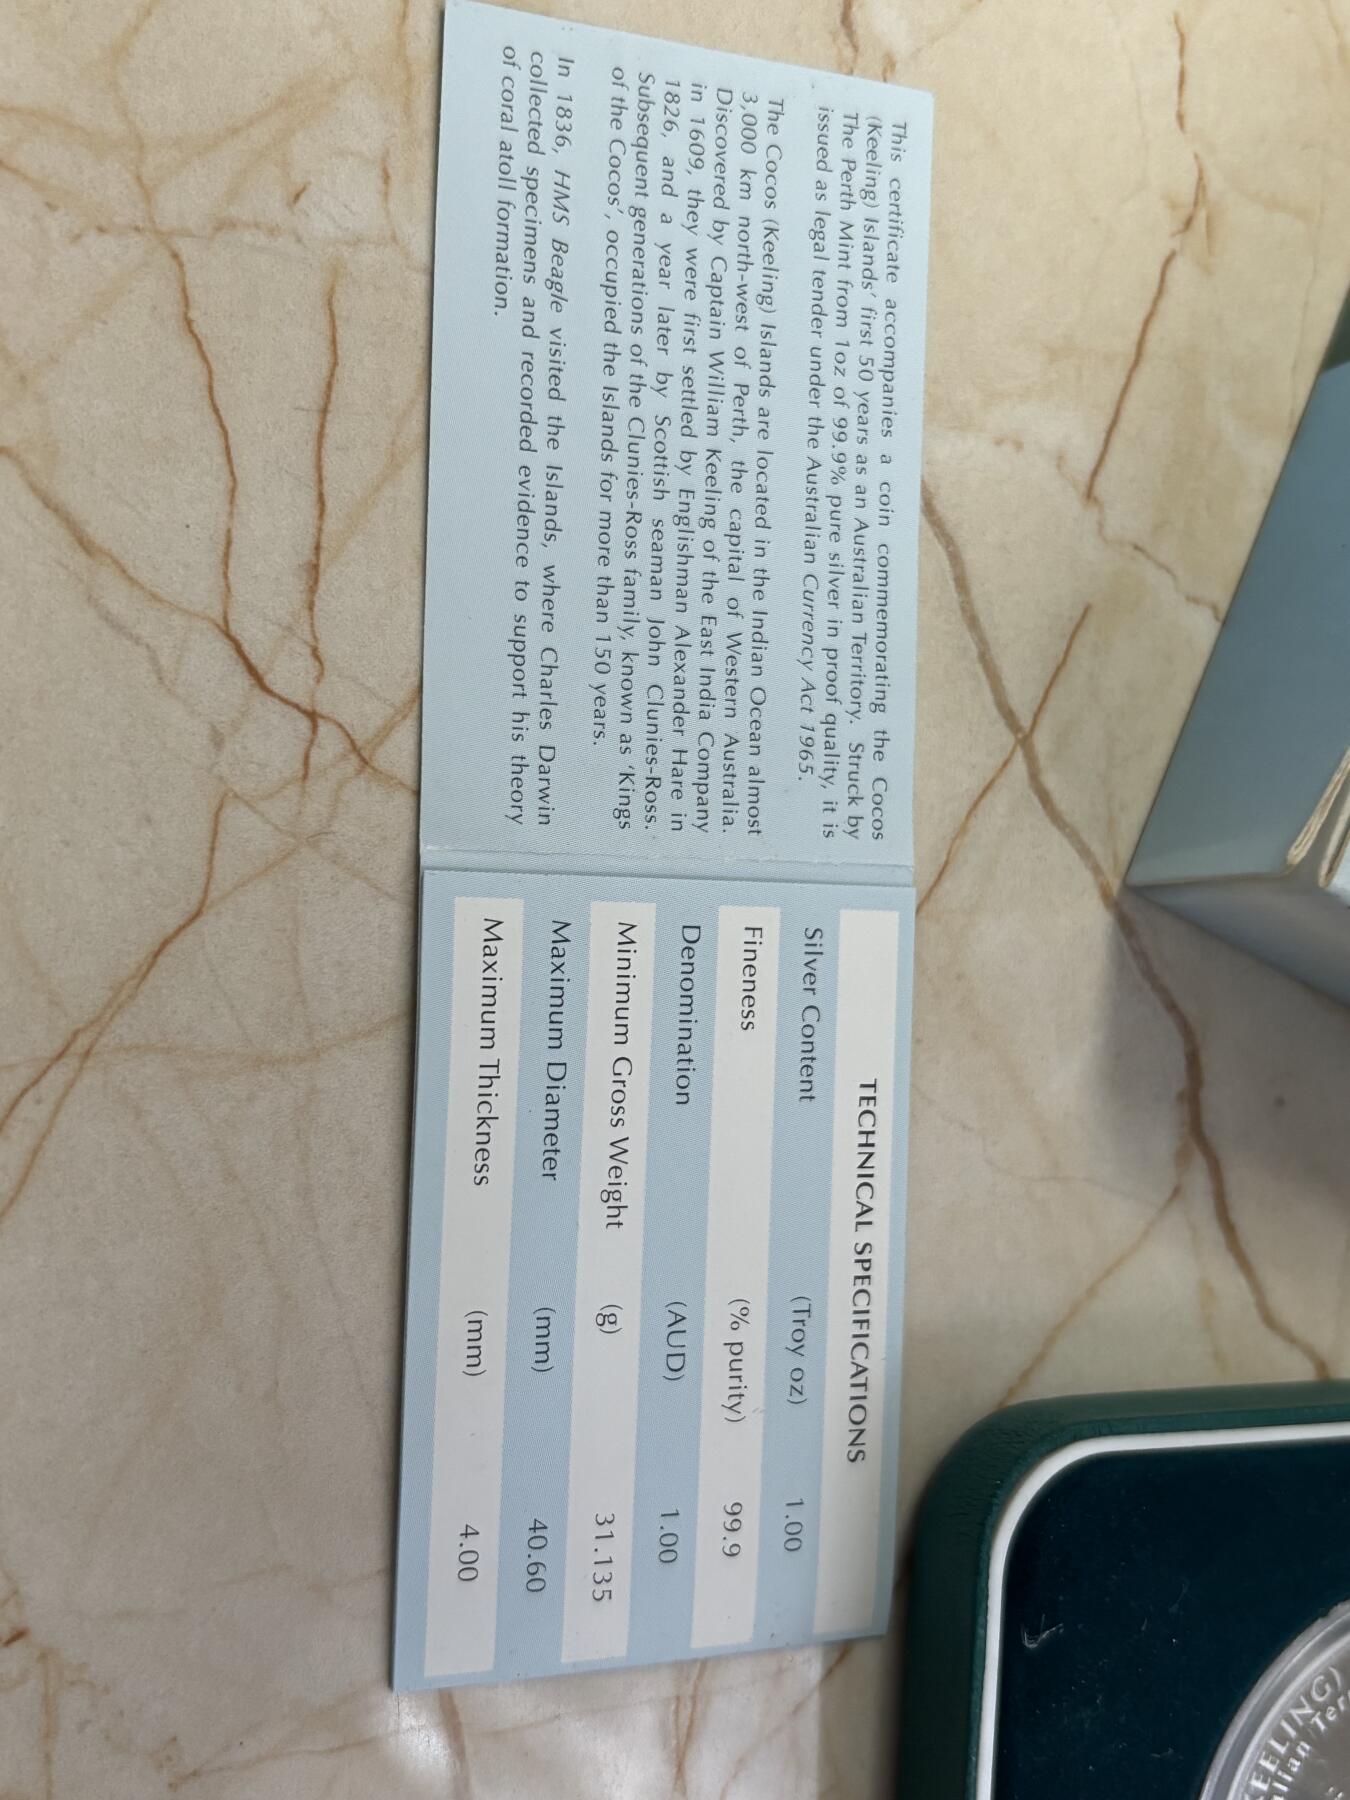 This certificate accompanies a coin commemorating the Cocos
(Keeling) Islands' first 50 years as an Australian Territory. Struck by
The Perth Mint from 1oz of 99.9% pure silver in proof quality, it is
issued as legal tender under the Australian Currency Act 1965.
The Cocos (Keeling) Islands are located in the Indian Ocean almost
3,000 km north-west of Perth, the capital of Western Australia.
Discovered by Captain William Keeling of the East India Company
in 1609, they were first settled by Englishman Alexander Hare in
1826, and a year later by Scottish seaman John Clunies-Ross.
Subsequent generations of the Clunies-Ross family, known as 'Kings
of the Cocos', occupied the Islands for more than 150 years.
In 1836, HMS Beagle visited the Islands, where Charles Darwin
collected specimens and recorded evidence to support his theory
of coral atoll formation.
TECHNICAL SPECIFICATIONS
Silver Content (Troy oz) 1.00
Fineness (% purity) 99.9
Denomination (AUD) 1.00
Minimum Gross Weight (g) 31.135
Maximum Diameter (mm) 40.60
Maximum Thickness (mm) 4.00